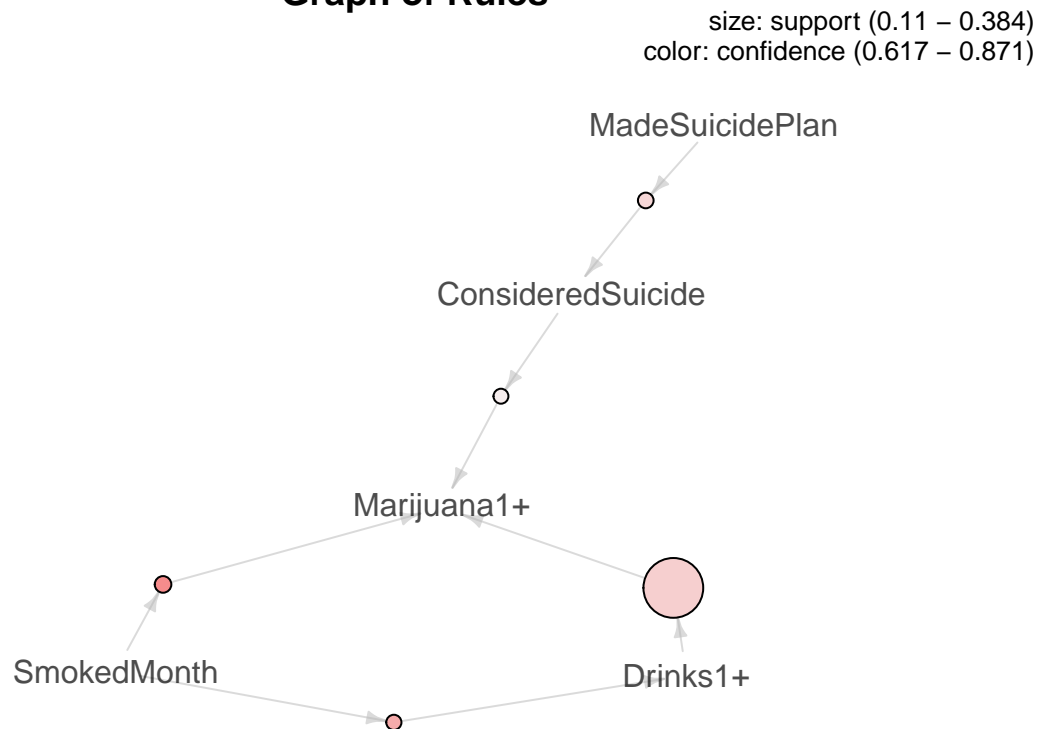 Graph of Rules
size: support (0.11 – 0.384)
color: confidence (0.617 – 0.871)
MadeSuicidePlan
ConsideredSuicide
Marijuana1+
SmokedMonth
Drinks1+